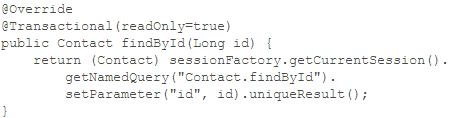 @Override
@Transactional(readOnly=true)
public Contact findById(Long id) {
    return (Contact) sessionFactory.getCurrentSession().
        getNamedQuery("Contact.findById").
        setParameter("id", id).uniqueResult();
}